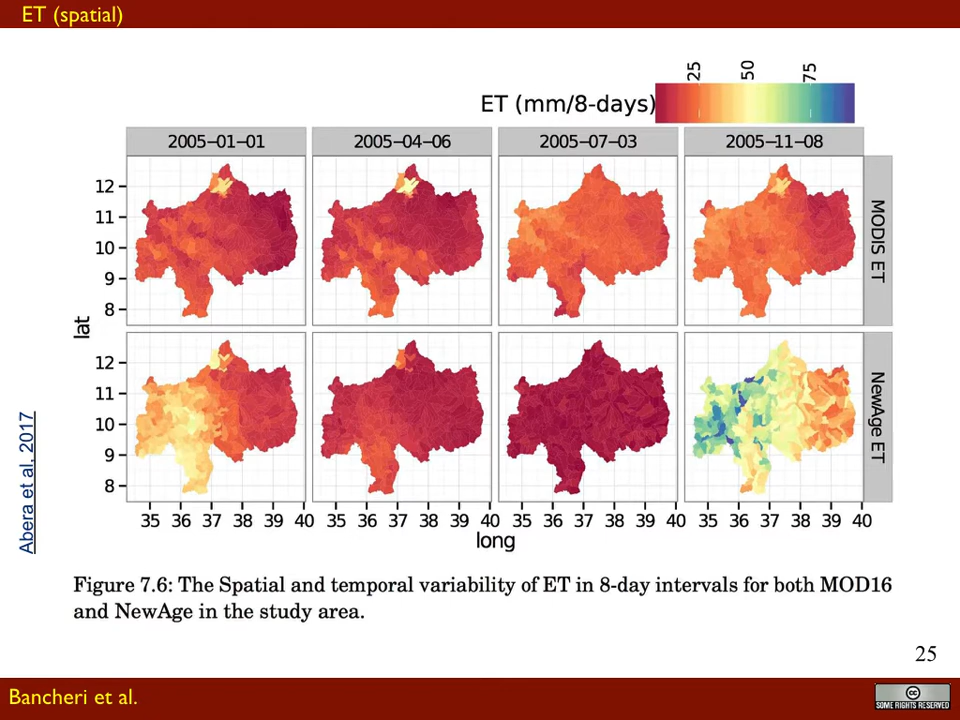 ET (spatial)
25 50 75
ET (mm/8-days)
2005−01−01 2005−04−06 2005−07−03 2005−11−08
12
11
10
9
8
MODIS ET
lat
12
11
10
9
8
NewAge ET
35 36 37 38 39 40 35 36 37 38 39 40 35 36 37 38 39 40 35 36 37 38 39 40
long
Abera et al. 2017
Figure 7.6: The Spatial and temporal variability of ET in 8-day intervals for both MOD16
and NewAge in the study area.
25
Bancheri et al.
cc
SOME RIGHTS RESERVED